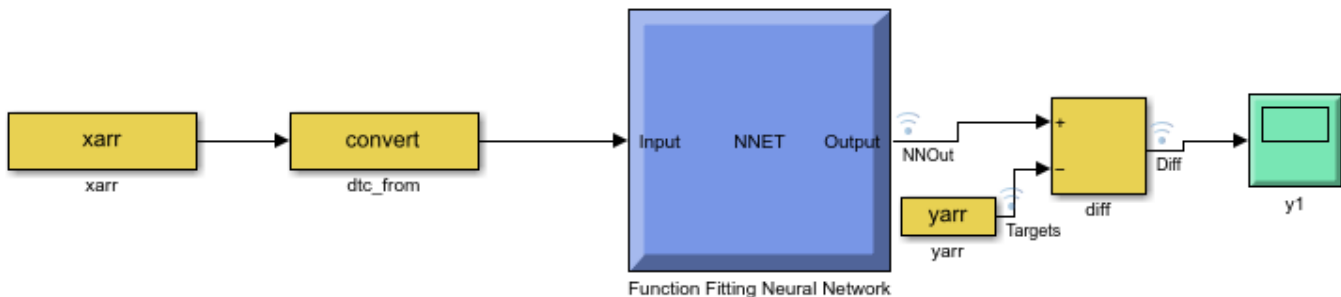 xarr
xarr
convert
dtc_from
Input NNET Output
Function Fitting Neural Network
NNOut
yarr
yarr
Targets
+
−
diff
Diff
y1